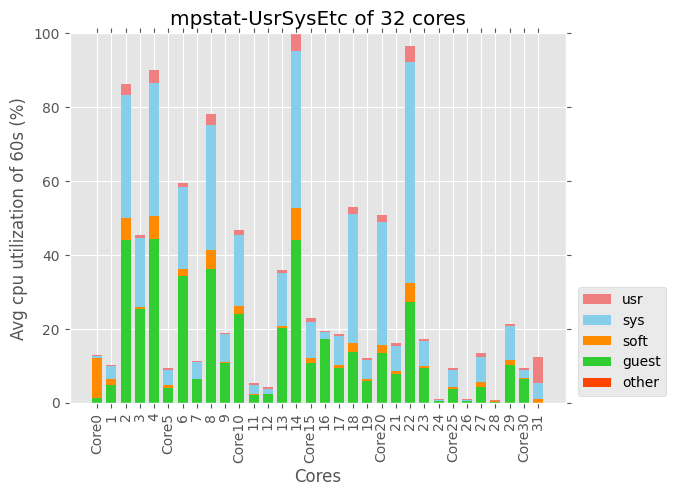 mpstat-UsrSysEtc of 32 cores
Avg cpu utilization of 60s (%)
100
80
60
40
20
0
usr
sys
soft
guest
other
Core0 1 2 3 4 Core5 6 7 8 9 Core10 11 12 13 14 Core15 16 17 18 19 Core20 21 22 23 24 Core25 26 27 28 29 Core30 31
Cores